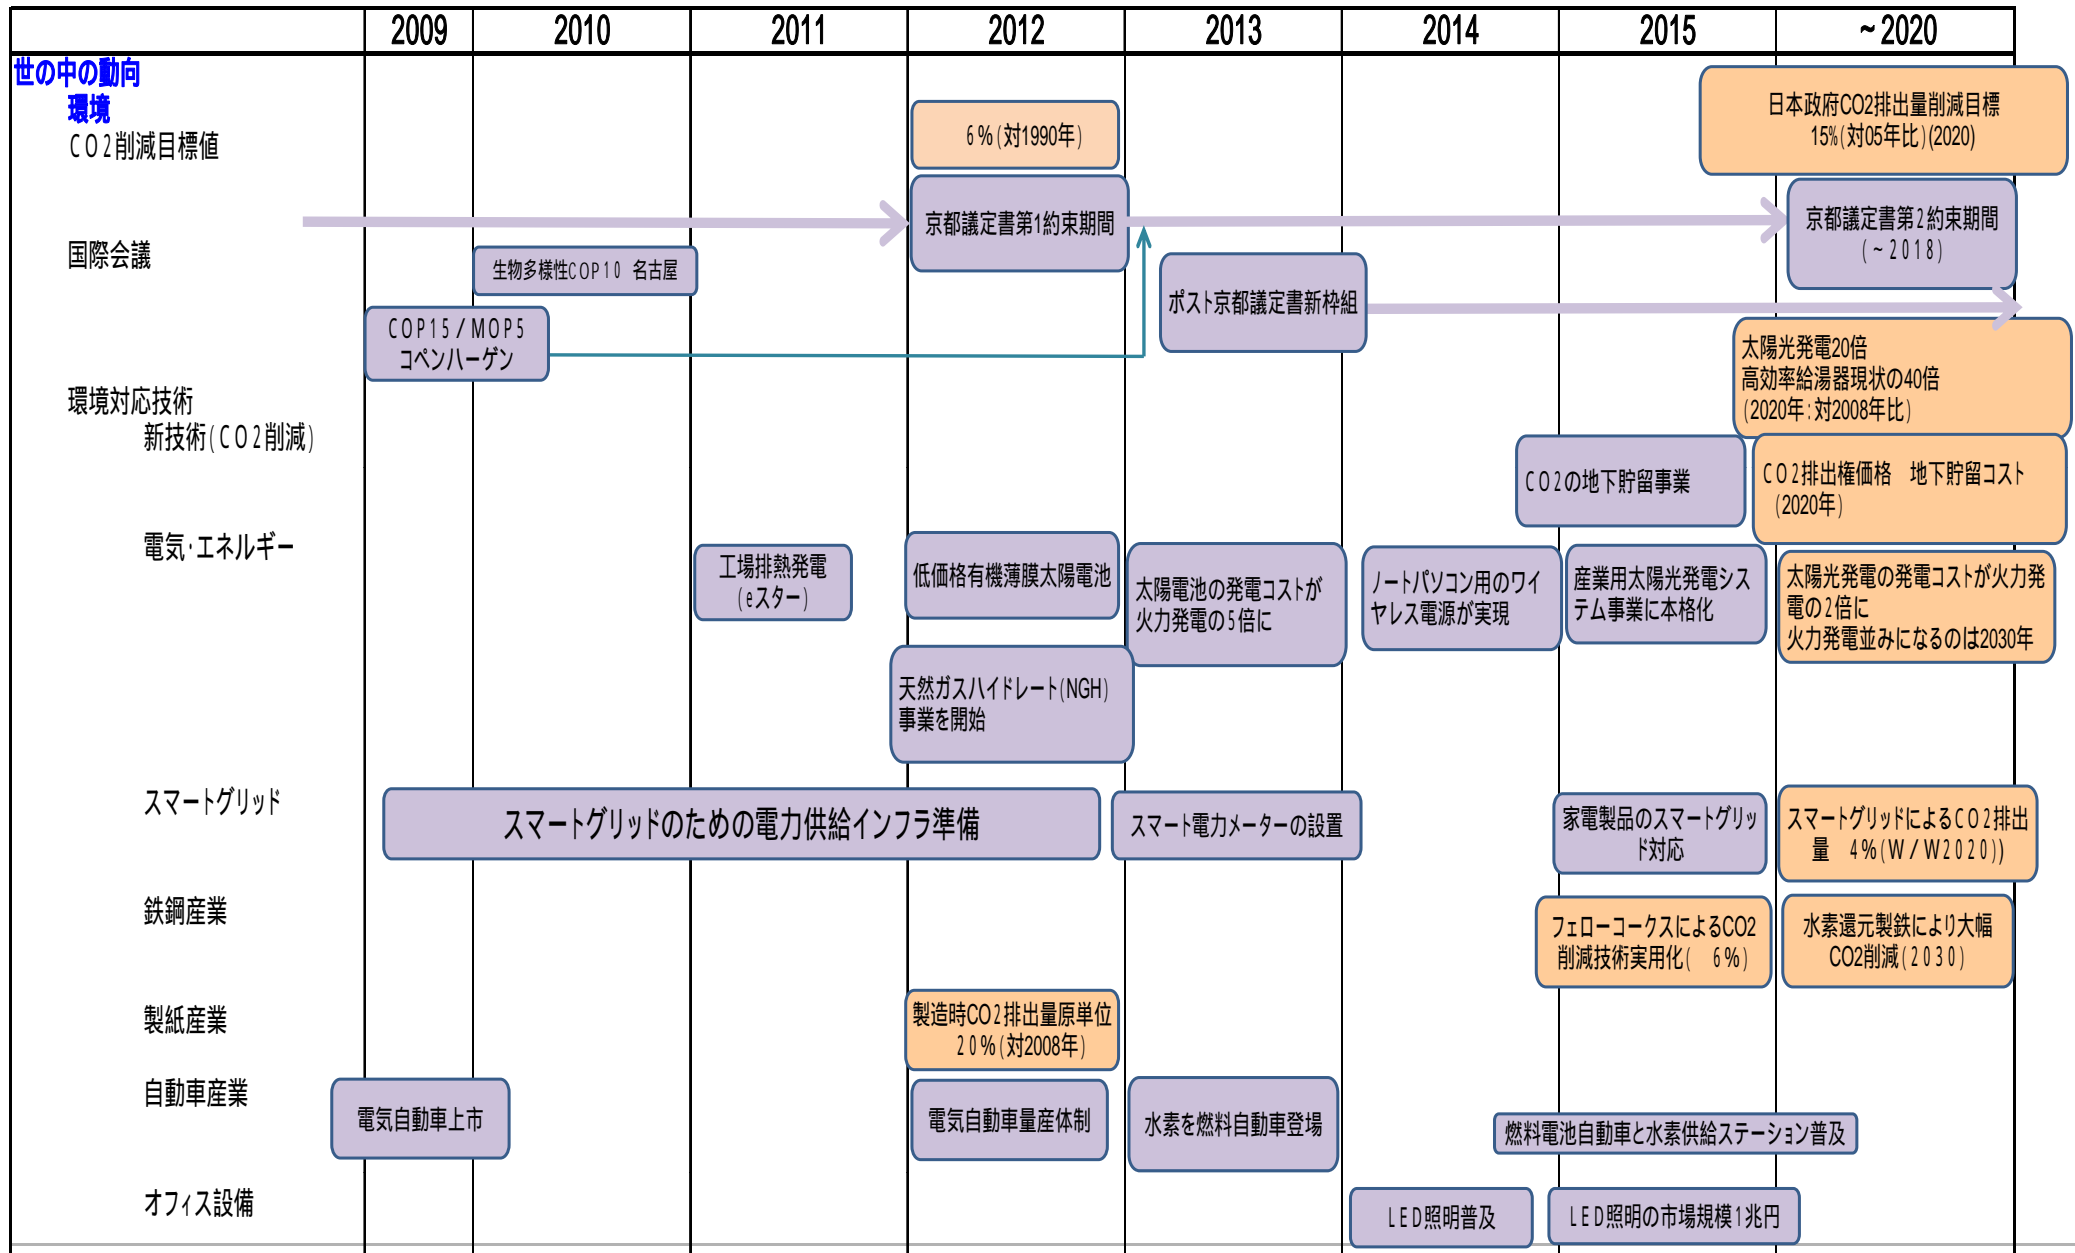 2009 2010 2011 2012 2013 2014 2015 ~2020
世の中の動向
環境
CO2削減目標値
6%(対1990年)
日本政府CO2排出量削減目標
15%(対05年比)(2020)
京都議定書第1約束期間
京都議定書第2約束期間
(~2018)
国際会議
生物多様性COP10 名古屋
ポスト京都議定書新枠組
COP15/MOP5
コペンハーゲン
太陽光発電20倍
高効率給湯器現状の40倍
(2020年:対2008年比)
環境対応技術
新技術(CO2削減)
CO2の地下貯留事業
CO2排出権価格 地下貯留コスト
(2020年)
電気・エネルギー
工場排熱発電
(eスター)
低価格有機薄膜太陽電池
太陽電池の発電コストが
火力発電の5倍に
ノートパソコン用のワイ
ヤレス電源が実現
産業用太陽光発電シス
テム事業に本格化
太陽光発電の発電コストが火力発
電の2倍に
火力発電並みになるのは2030年
天然ガスハイドレート(NGH)
事業を開始
スマートグリッド
スマートグリッドのための電力供給インフラ準備
スマート電力メーターの設置
家電製品のスマートグリッ
ド対応
スマートグリッドによるCO2排出
量 4%(W/W2020))
鉄鋼産業
フェローコークスによるCO2
削減技術実用化( 6%)
水素還元製鉄により大幅
CO2削減(2030)
製紙産業
製造時CO2排出量原単位
20%(対2008年)
自動車産業
電気自動車上市
電気自動車量産体制
水素を燃料自動車登場
燃料電池自動車と水素供給ステーション普及
オフィス設備
LED照明普及
LED照明の市場規模1兆円